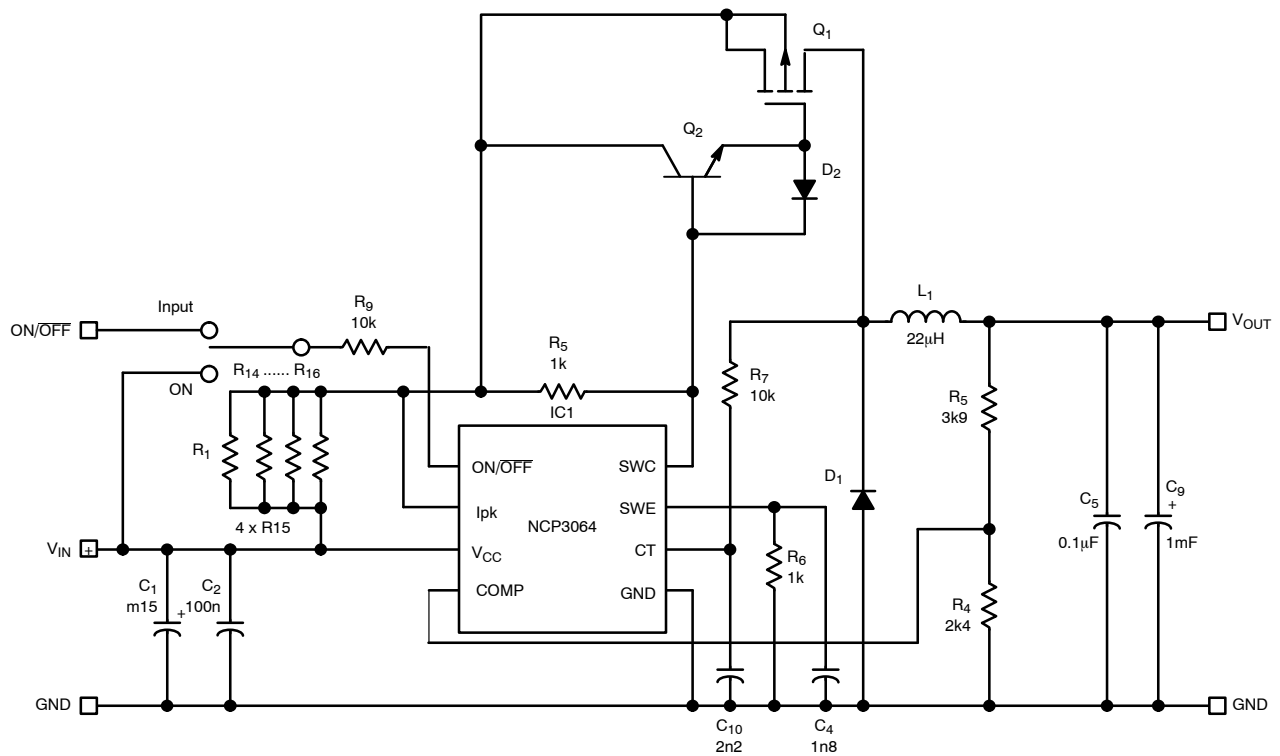 Q1
Q2
D2
Input
ON/OFF
R9
10k
ON
R14 ...... R16
R5
1k
IC1
L1
22μH
VOUT
R7
10k
R5
3k9
R1
4 x R15
ON/OFF
SWC
Ipk
SWE
NCP3064
VCC
CT
COMP
GND
D1
C5
0.1μF
C9
+
1mF
VIN
+
R6
1k
C1
m15
+
C2
100n
R4
2k4
GND
GND
C10
2n2
C4
1n8